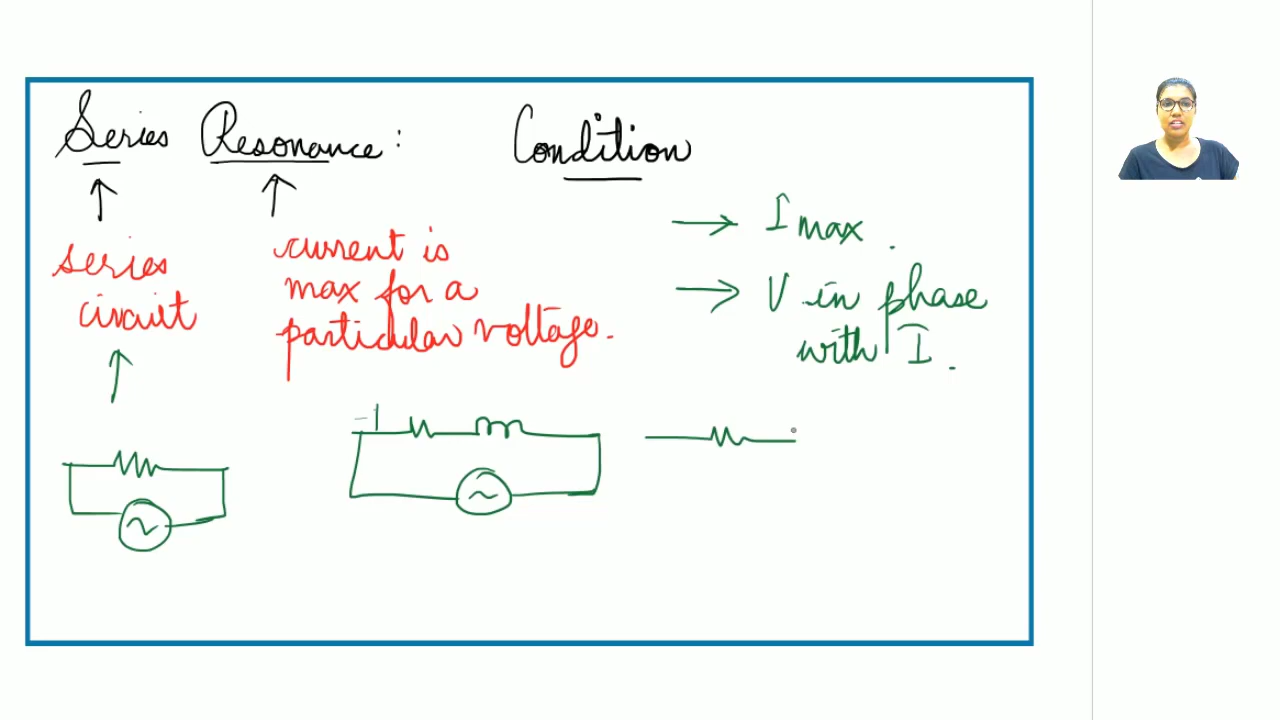 Series Resonance: Condition
series
circuit
current is
max for a
particular voltage.
→ I max.
→ V in phase
with I.